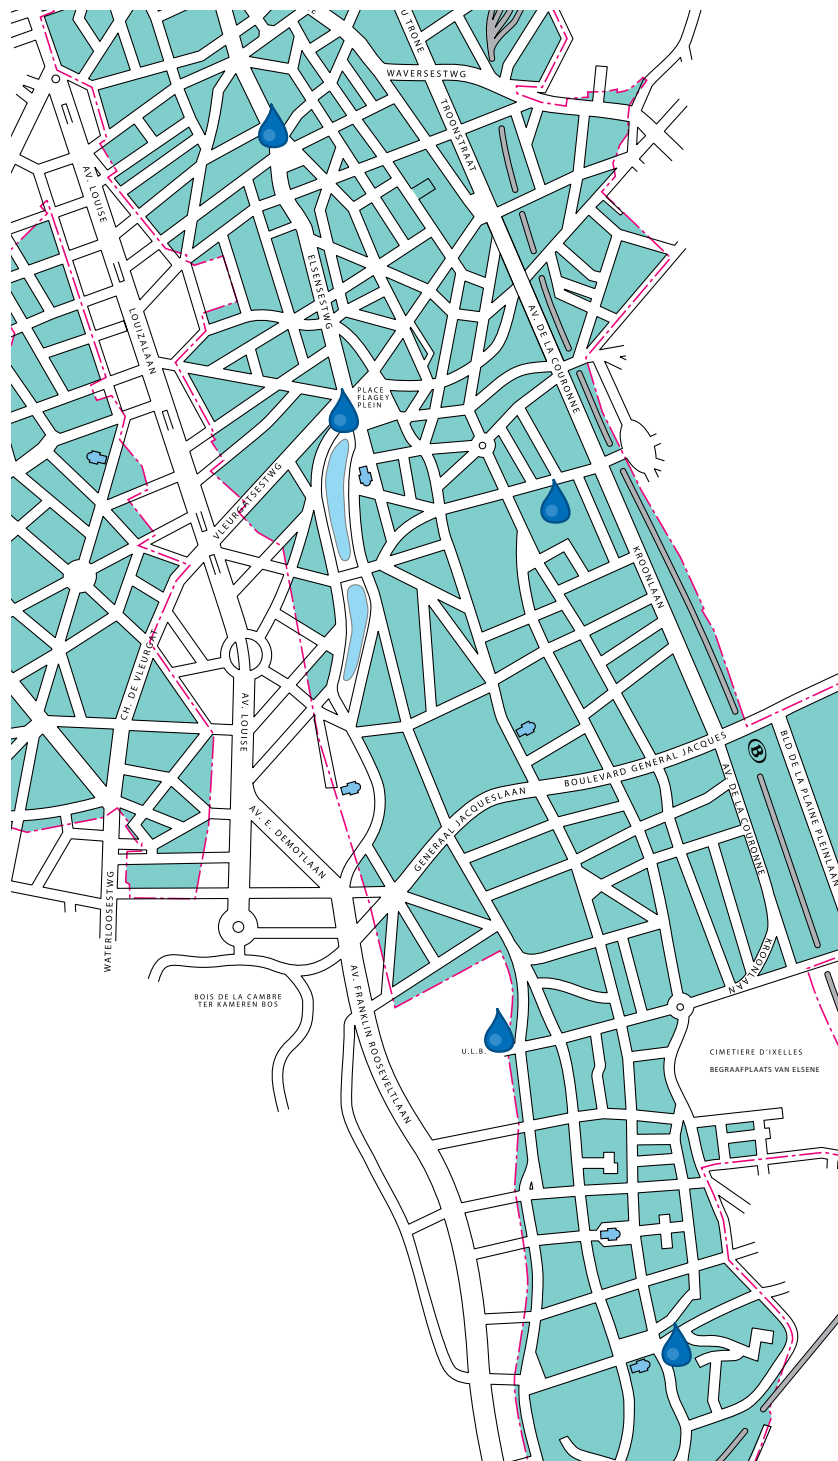 U TRONE
WAVERSESTWG
TROONSTRAAT
AV. LOUISE
ELSENSESTWG
LOUIZALAAN
AV. DE LA COURONNE
PLACE
FLAGEY
PLEIN
VLEURGATSESTWG
KROONLAAN
CH. DE VLEURGAT
AV. LOUISE
BOULEVARD GENERAL JACQUES
B
BLD DE LA PLAINE PLEINLAAN
AV. DE LA COURONNE
GENERAAL JACQUESLAAN
AV. E. DEMOTLAAN
WATERLOOSESTWG
KROONLAAN
AV. FRANKLIN ROOSEVELTLAAN
BOIS DE LA CAMBRE
TER KAMEREN BOS
U.L.B.
CIMETIERE D'IXELLES
BEGRAAFPLAATS VAN ELSENE